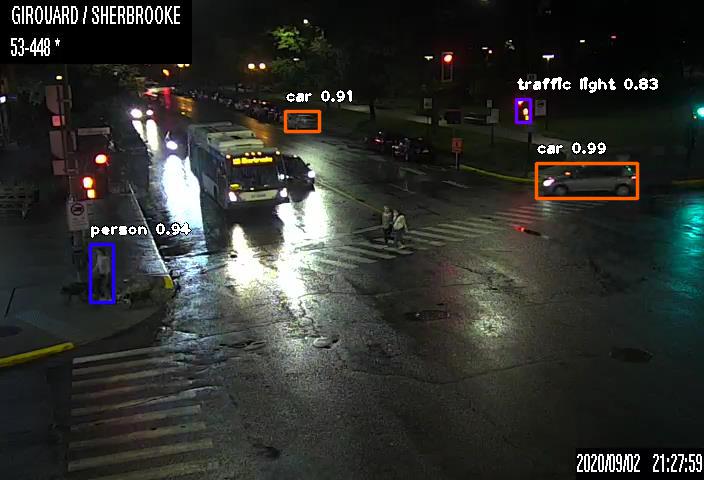 GIROUARD / SHERBROOKE
53-448 *
car 0.91
traffic light 0.83
car 0.99
person 0.94
2020/09/02 21:27:59